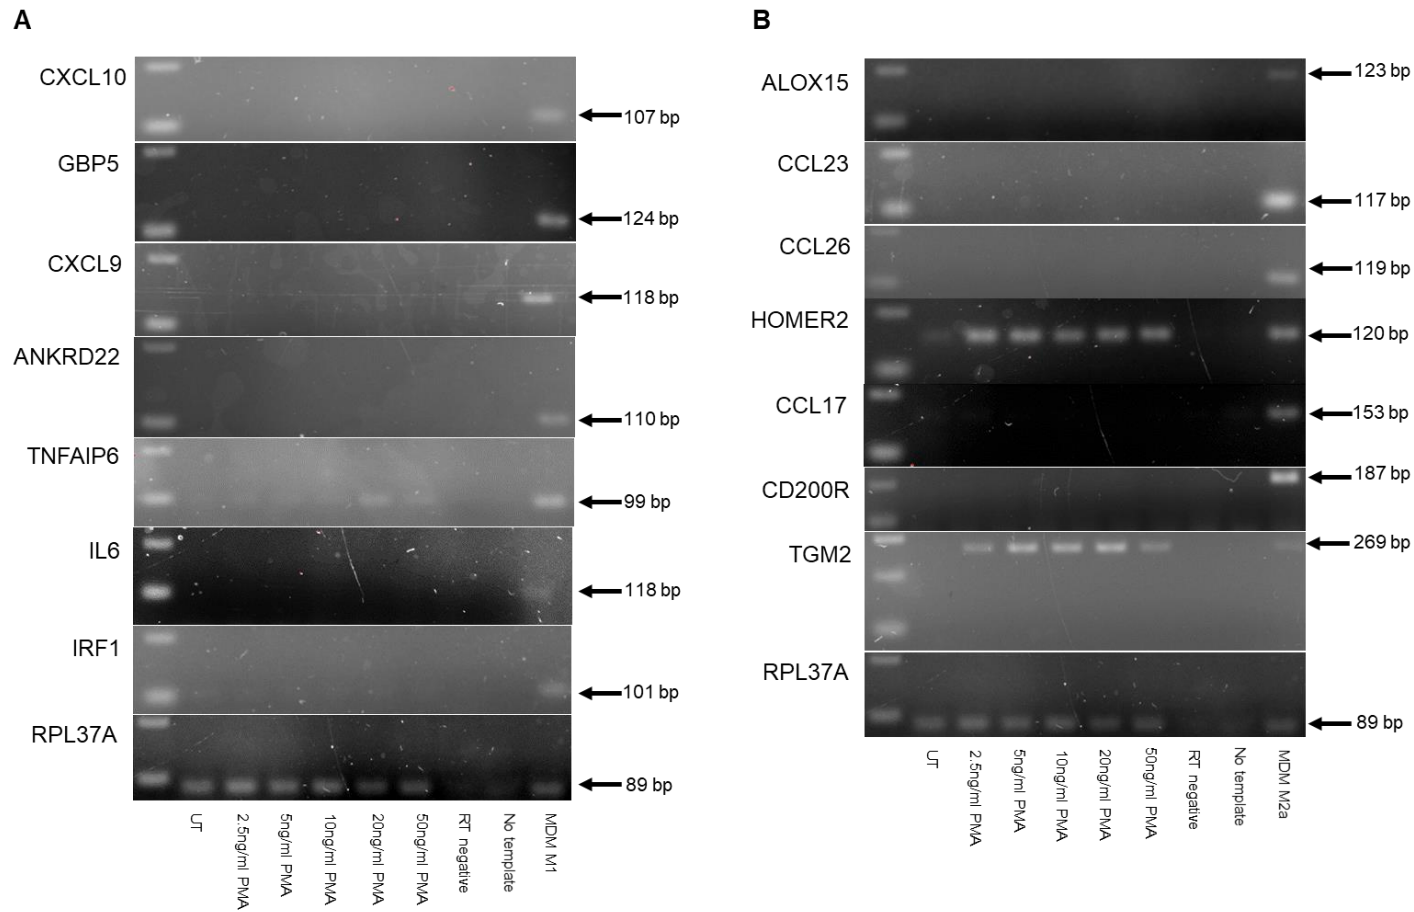 A
CXCL10
107 bp
GBP5
124 bp
CXCL9
118 bp
ANKRD22
110 bp
TNFAIP6
99 bp
IL6
118 bp
IRF1
101 bp
RPL37A
89 bp
UT
2.5ng/ml PMA
5ng/ml PMA
10ng/ml PMA
20ng/ml PMA
50ng/ml PMA
RT negative
No template
MDM M1
B
ALOX15
123 bp
CCL23
117 bp
CCL26
119 bp
HOMER2
120 bp
CCL17
153 bp
CD200R
187 bp
TGM2
269 bp
RPL37A
89 bp
UT
2.5ng/ml PMA
5ng/ml PMA
10ng/ml PMA
20ng/ml PMA
50ng/ml PMA
RT negative
No template
MDM M2a